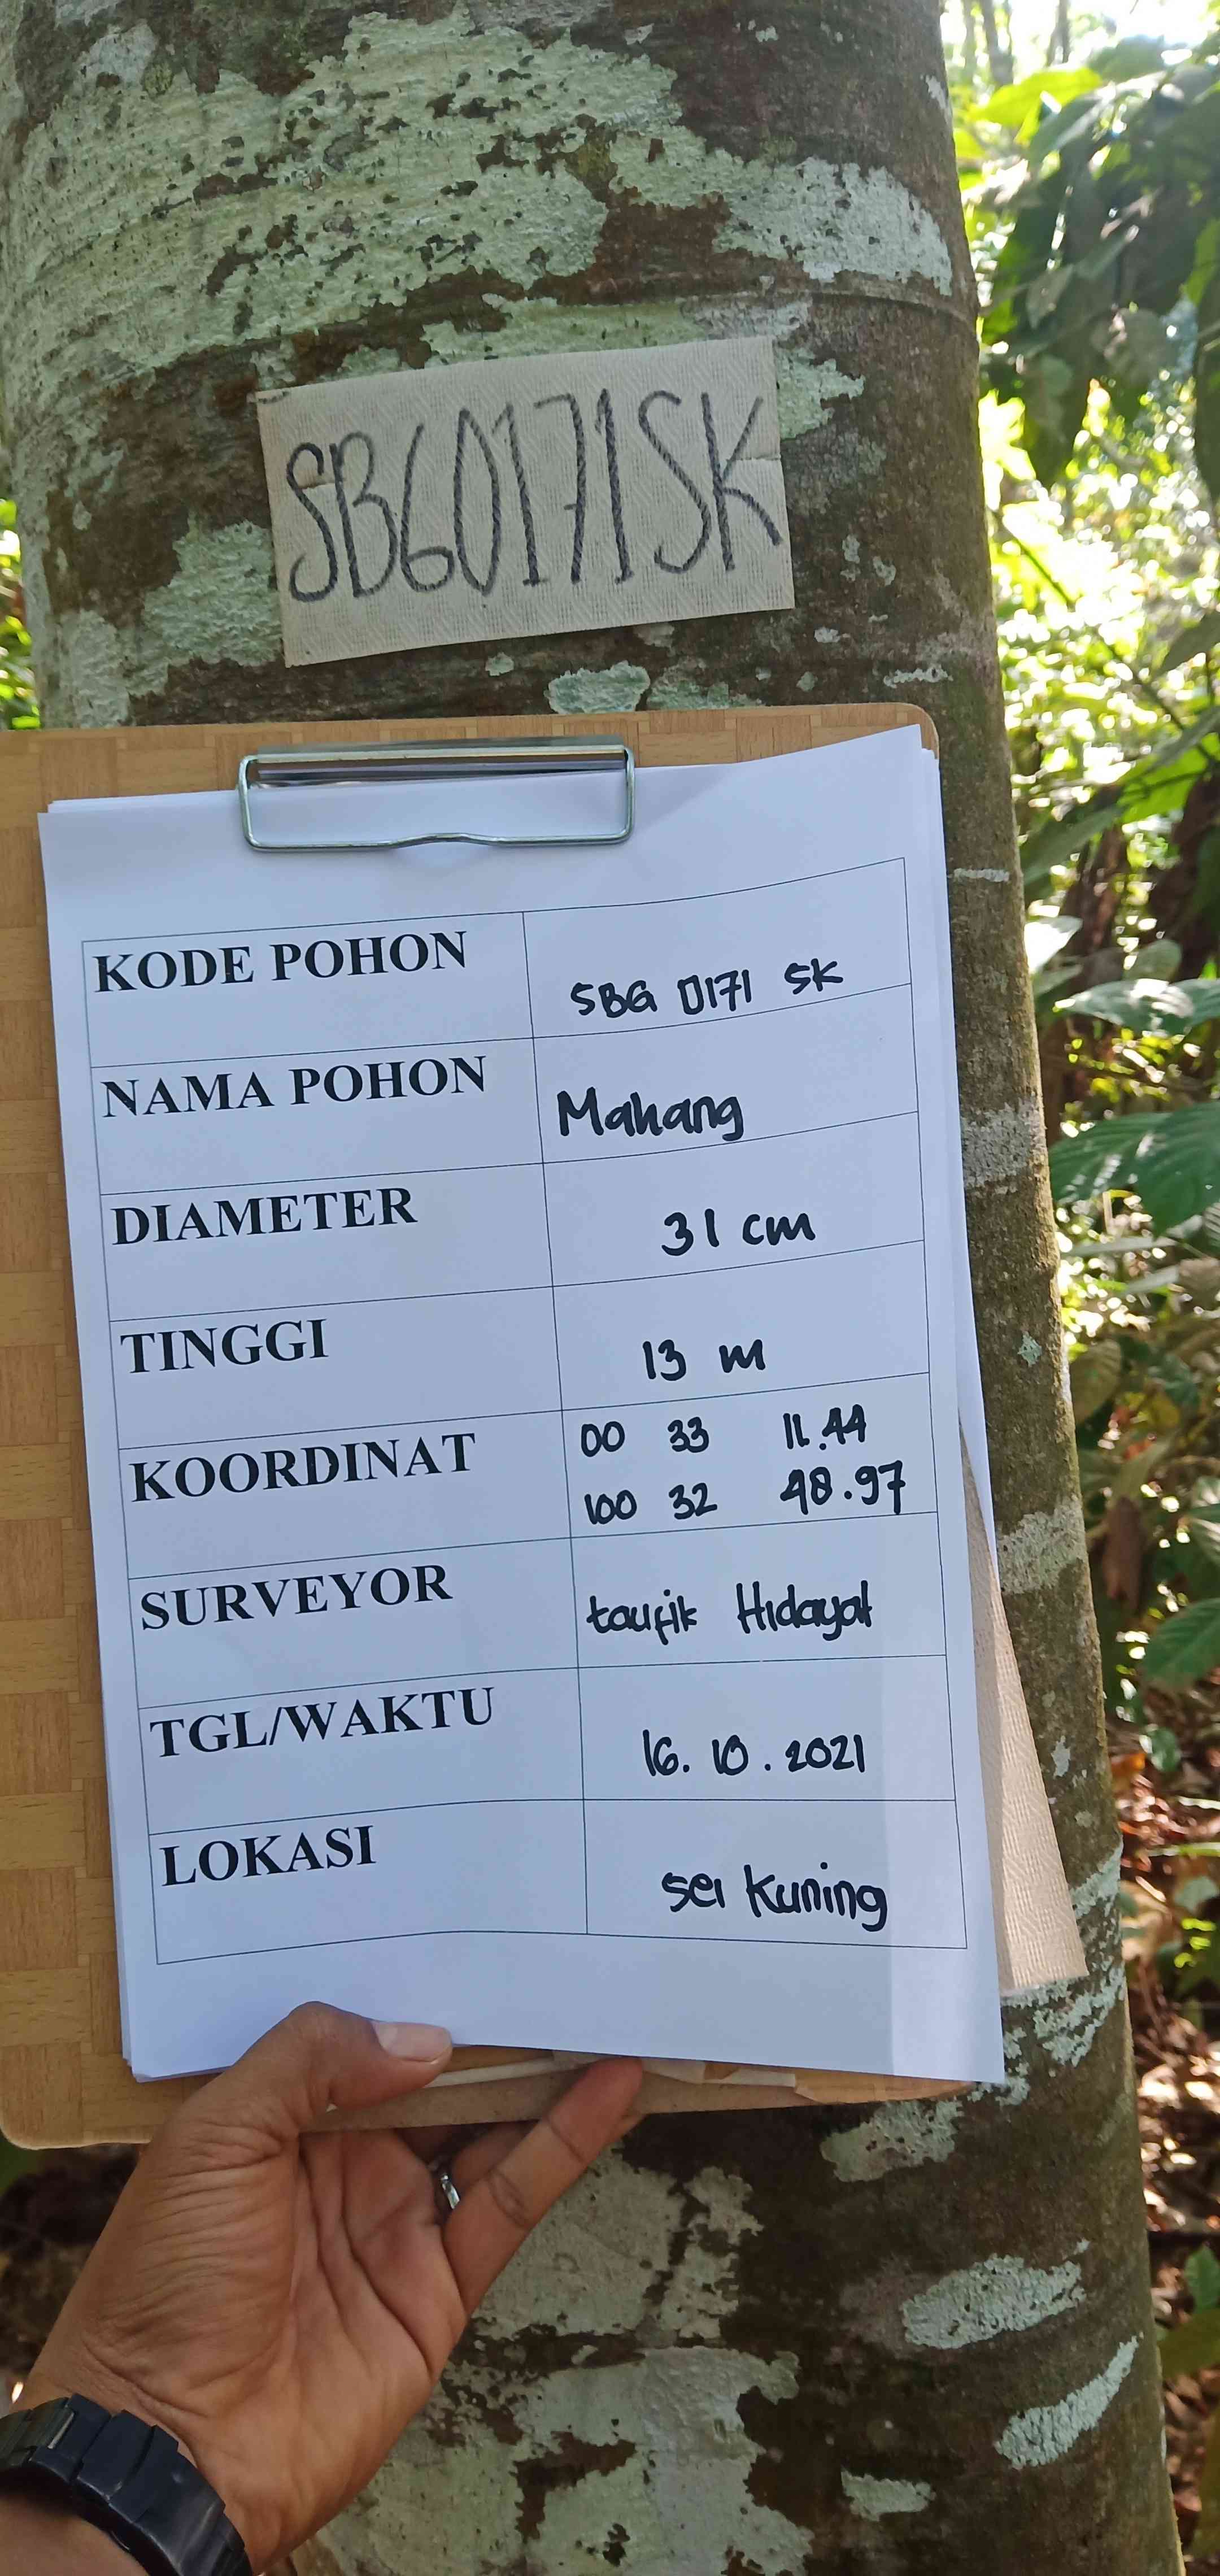 SBG0171SK
KODE POHON SBG 0171 SK
NAMA POHON Mahang
DIAMETER 31 cm
TINGGI 13 m
KOORDINAT 00 33 11.44
100 32 48.97
SURVEYOR taufik Hidayat
TGL/WAKTU 16.10.2021
LOKASI Sei Kuning